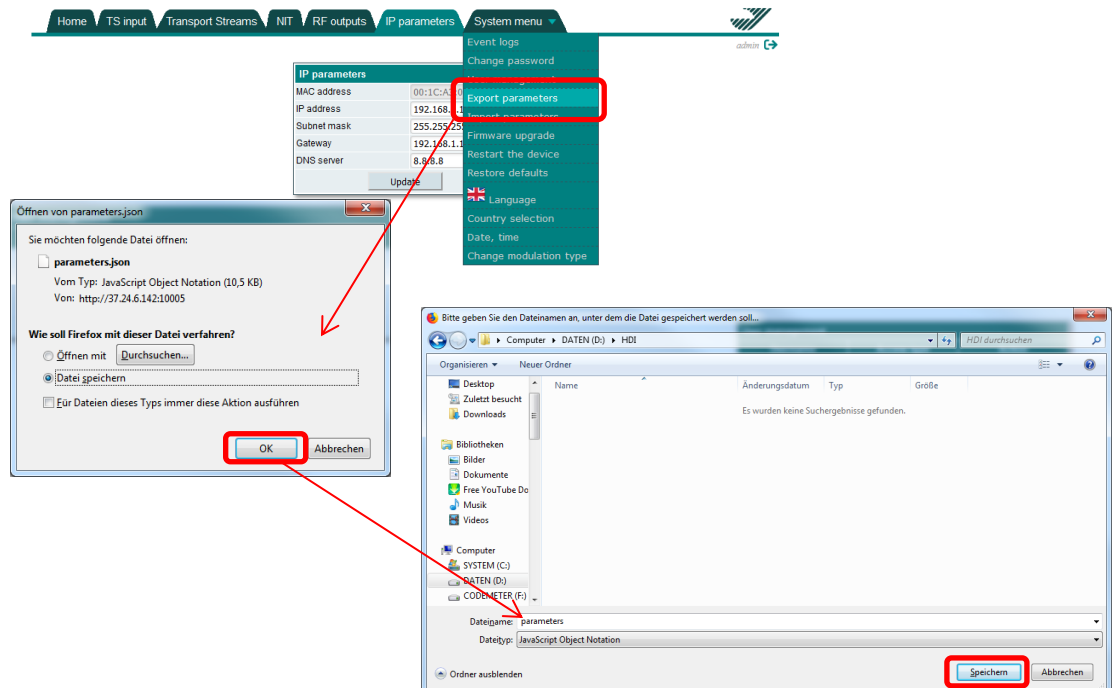 Home TS input Transport Streams NIT RF outputs IP parameters System menu
admin
Event logs
Change password
Export parameters
Import parameters
Firmware upgrade
Restart the device
Restore defaults
Language
Country selection
Date, time
Change modulation type
IP parameters
MAC address 00:1C:A
IP address 192.168.
Subnet mask 255.255.255
Gateway 192.168.1.1
DNS server 8.8.8.8
Update
Öffnen von parameters.json
Sie möchten folgende Datei öffnen:
parameters.json
Vom Typ: JavaScript Object Notation (10,5 KB)
Von: http://37.24.6.142:10005
Wie soll Firefox mit dieser Datei verfahren?
Öffnen mit Durchsuchen...
Datei speichern
Für Dateien dieses Typs immer diese Aktion ausführen
OK Abbrechen
Bitte geben Sie den Dateinamen an, unter dem die Datei gespeichert werden soll...
Computer DATEN (D:) HDI HDI durchsuchen
Organisieren Neuer Ordner
Desktop
Zuletzt besucht
Downloads
Bibliotheken
Bilder
Dokumente
Free YouTube Do
Musik
Videos
Computer
SYSTEM (C:)
DATEN (D:)
CODEMETER (F:)
Name Änderungsdatum Typ Größe
Es wurden keine Suchergebnisse gefunden.
Dateiname: parameters
Dateityp: JavaScript Object Notation
Ordner ausblenden Speichern Abbrechen